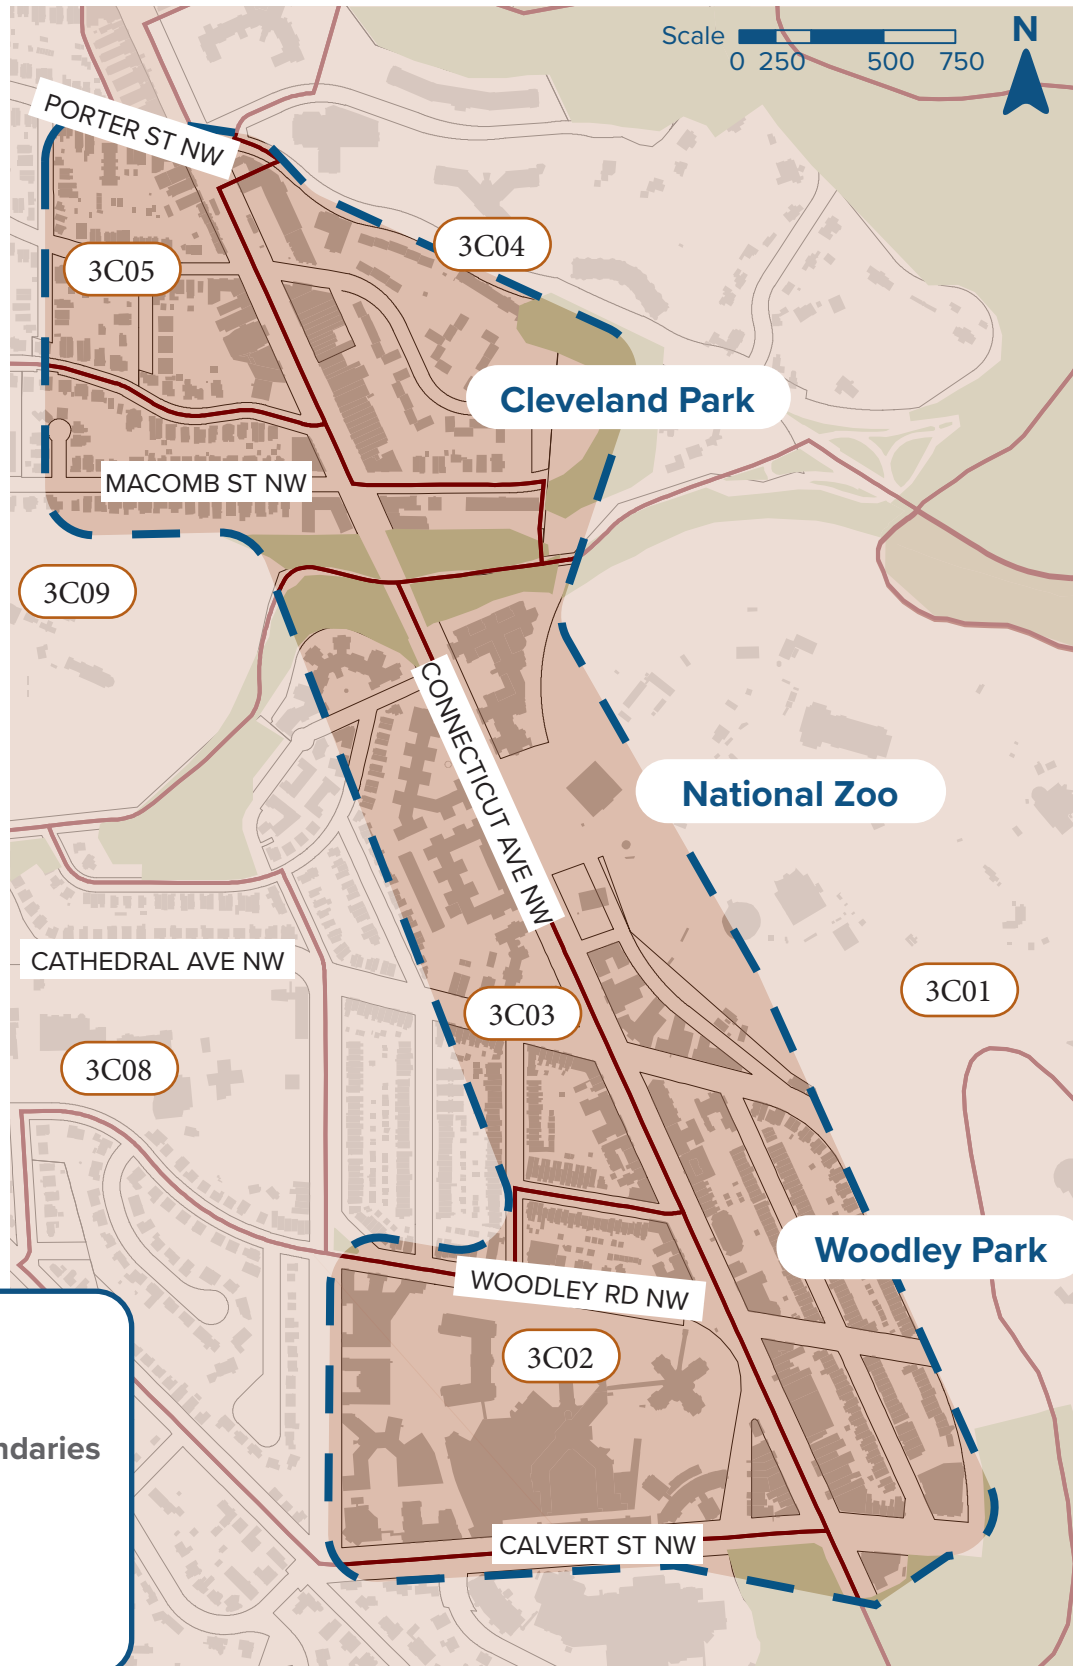 Scale
N
0 250 500 750
PORTER ST NW
3C04
3C05
Cleveland Park
MACOMB ST NW
3C09
CONNECTICUT AVE NW
National Zoo
CATHEDRAL AVE NW
3C01
3C03
3C08
Woodley Park
WOODLEY RD NW
3C02
ndaries
CALVERT ST NW